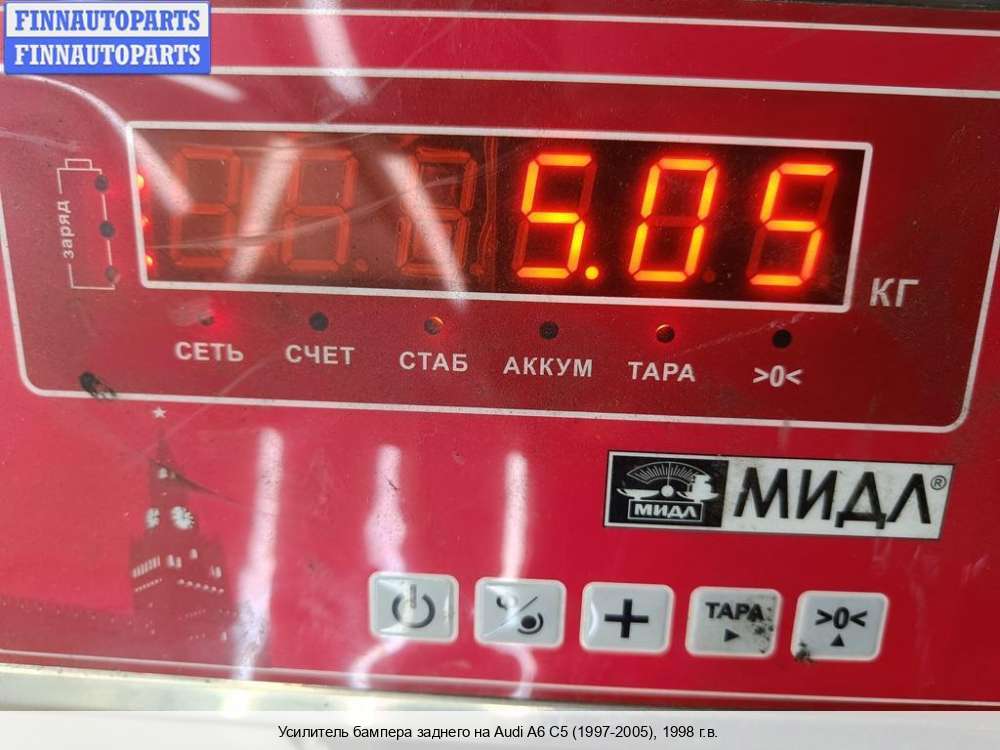 FINNAUTOPARTS
FINNAUTOPARTS
заряд
5.05
КГ
СЕТЬ СЧЕТ СТАБ АККУМ ТАРА >0<
МИДЛ МИДЛ®
ТАРА >0<
Усилитель бампера заднего на Audi A6 C5 (1997-2005), 1998 г.в.